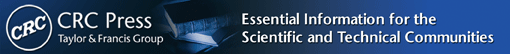 CRC
CRC Press
Taylor & Francis Group
Essential Information for the
Scientific and Technical Communities